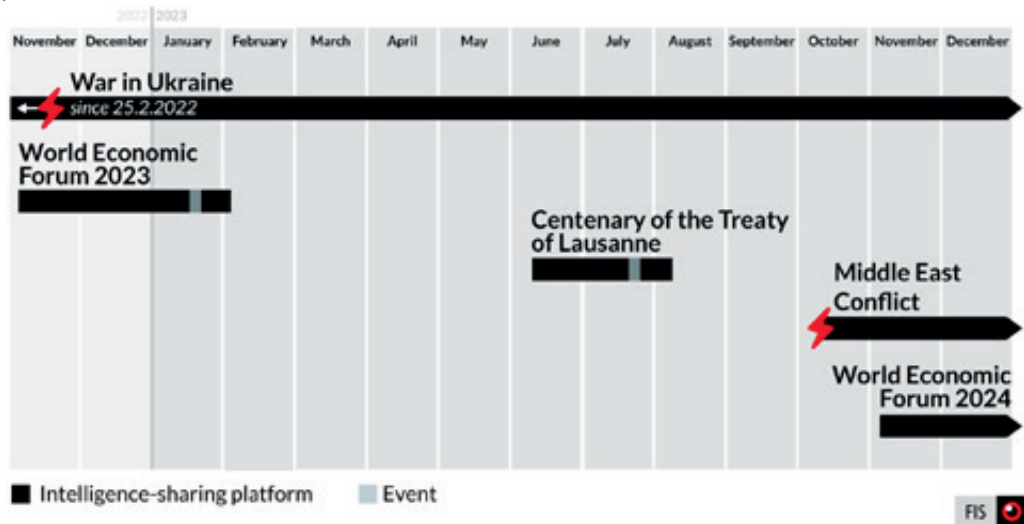 2022 2023
November December January February March April May June July August September October November December
War in Ukraine
since 25.2.2022
World Economic
Forum 2023
Centenary of the Treaty
of Lausanne
Middle East
Conflict
World Economic
Forum 2024
Intelligence-sharing platform Event
FIS